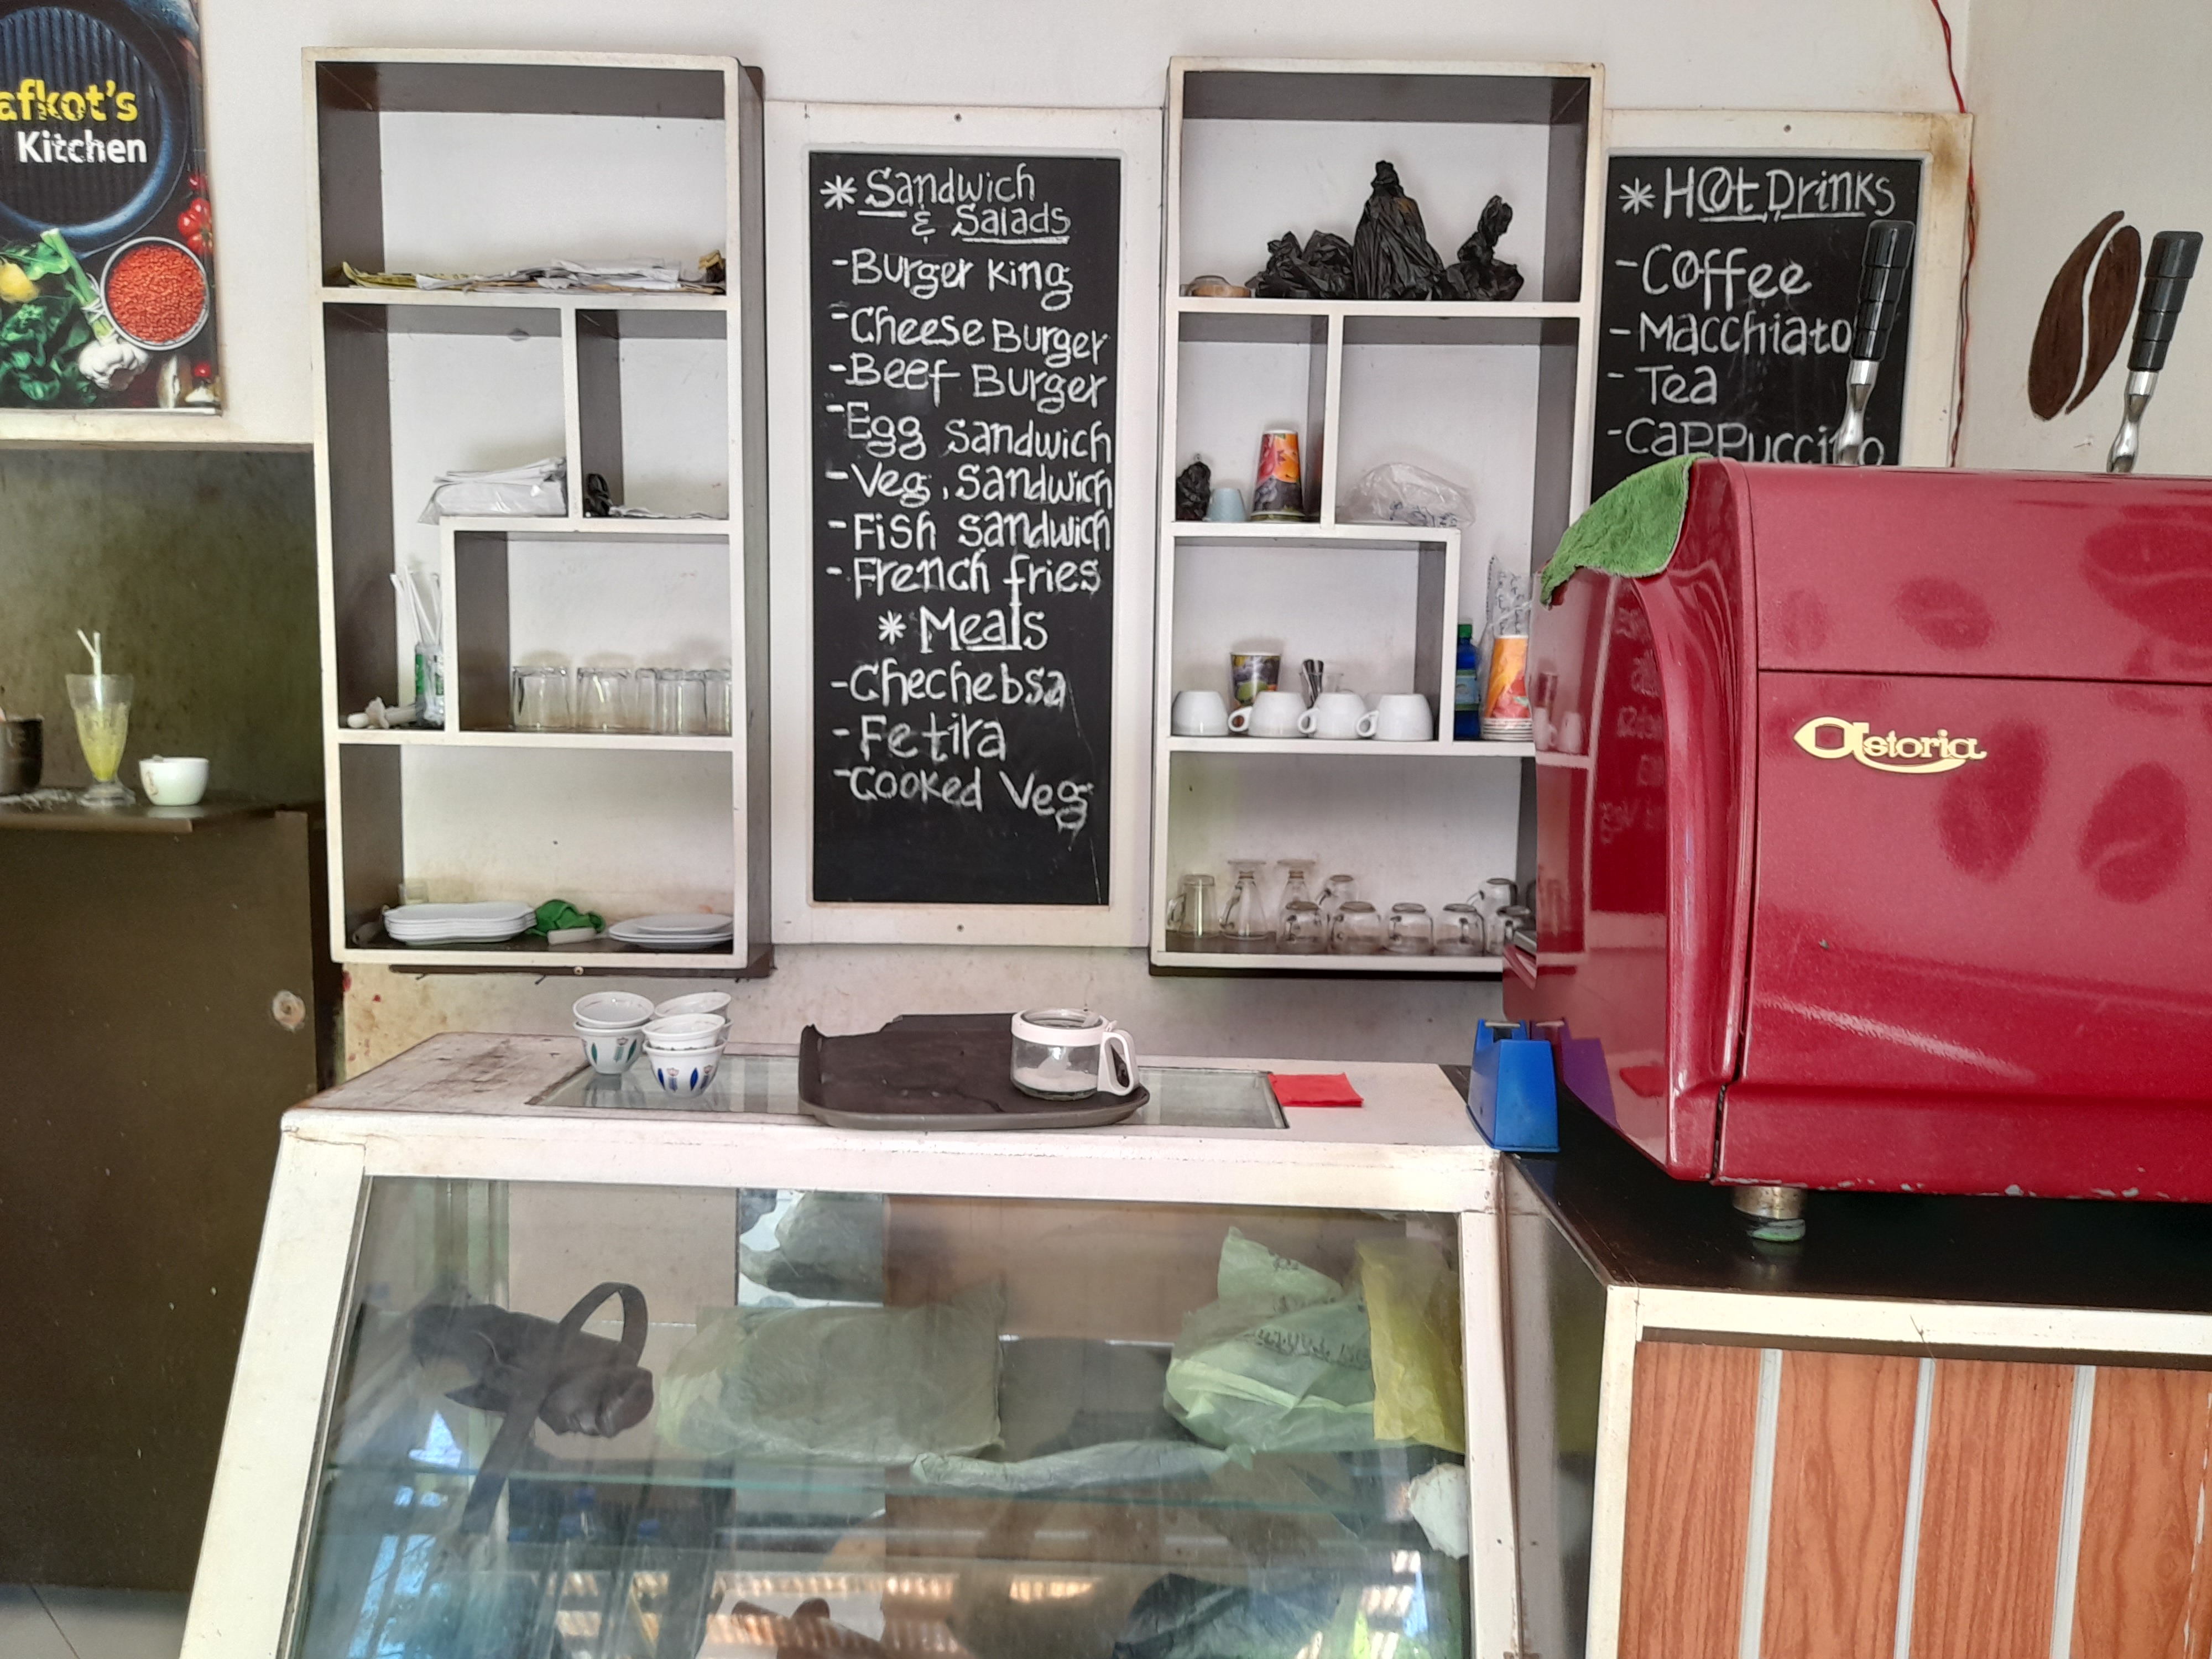 afkot's
Kitchen
* Sandwich
& Salads
- Burger King
- Cheese Burger
- Beef Burger
- Egg Sandwich
- Veg. Sandwich
- Fish Sandwich
- French fries
* Meals
- Chechebsa
- Fetira
- Cooked Veg
* Hot Drinks
- Coffee
- Macchiato
- Tea
- Cappuccino
astoria